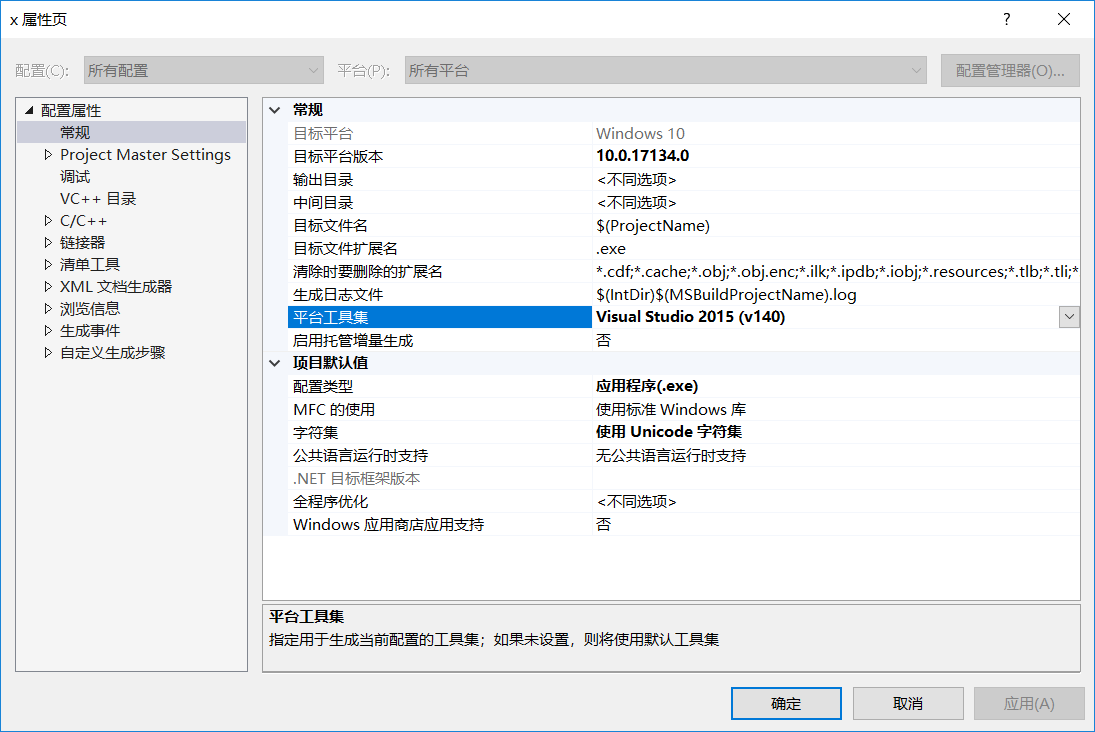 x 属性页
配置(C): 所有配置 平台(P): 所有平台 配置管理器(O)...
配置属性
常规
Project Master Settings
调试
VC++ 目录
C/C++
链接器
清单工具
XML 文档生成器
浏览信息
生成事件
自定义生成步骤
常规
目标平台 Windows 10
目标平台版本 10.0.17134.0
输出目录 <不同选项>
中间目录 <不同选项>
目标文件名 $(ProjectName)
目标文件扩展名 .exe
清除时要删除的扩展名 *.cdf;*.cache;*.obj;*.obj.enc;*.ilk;*.ipdb;*.iobj;*.resources;*.tlb;*.tli;*
生成日志文件 $(IntDir)$(MSBuildProjectName).log
平台工具集 Visual Studio 2015 (v140)
启用托管增量生成 否
项目默认值
配置类型 应用程序(.exe)
MFC 的使用 使用标准 Windows 库
字符集 使用 Unicode 字符集
公共语言运行时支持 无公共语言运行时支持
.NET 目标框架版本
全程序优化 <不同选项>
Windows 应用商店应用支持 否
平台工具集
指定用于生成当前配置的工具集；如果未设置，则将使用默认工具集
确定 取消 应用(A)